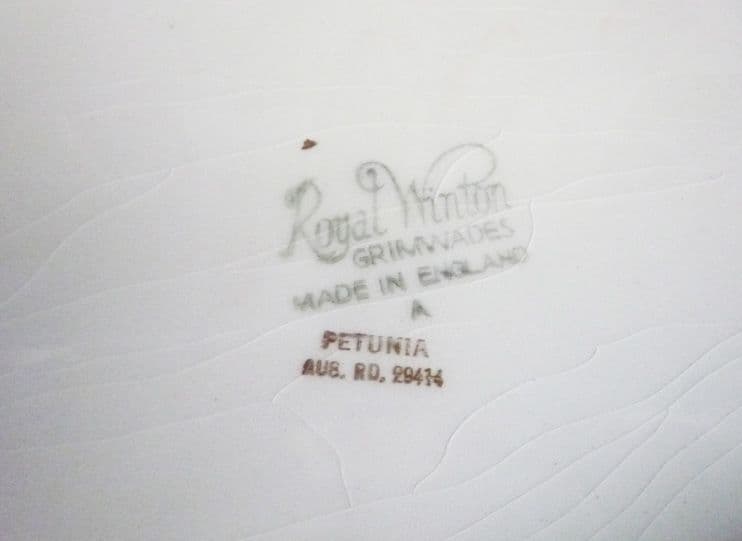 Royal Winton
GRIMWADES
MADE IN ENGLAND
A
PETUNIA
AUS. RD. 29414